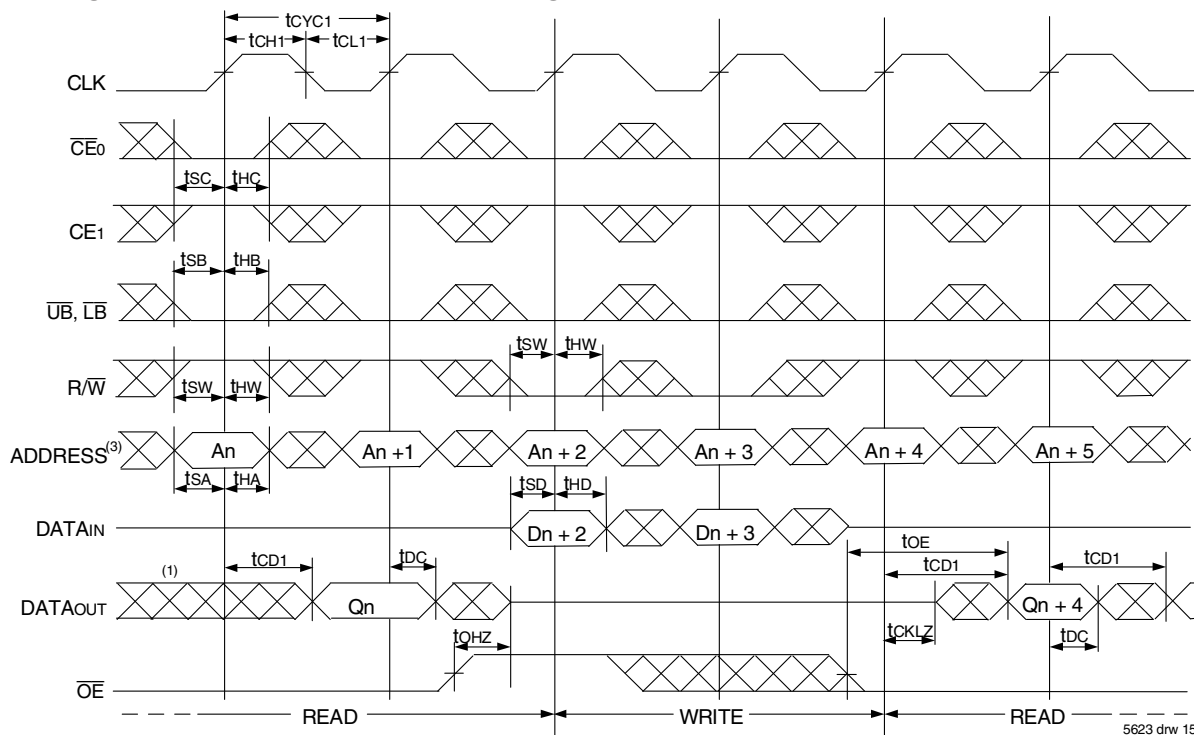 tCYC1
tCH1 tCL1
CLK
CE0
tSC tHC
CE1
tSB tHB
UB, LB
tSW tHW
R/W
tSW tHW
ADDRESS(3) An An +1 An + 2 An + 3 An + 4 An + 5
tSA tHA
tSD tHD
DATAIN Dn + 2 Dn + 3
tOE
(1) tCD1 tDC tCD1 tCD1
DATAOUT Qn Qn + 4
tOHZ tCKLZ tDC
OE
READ WRITE READ
5623 drw 15